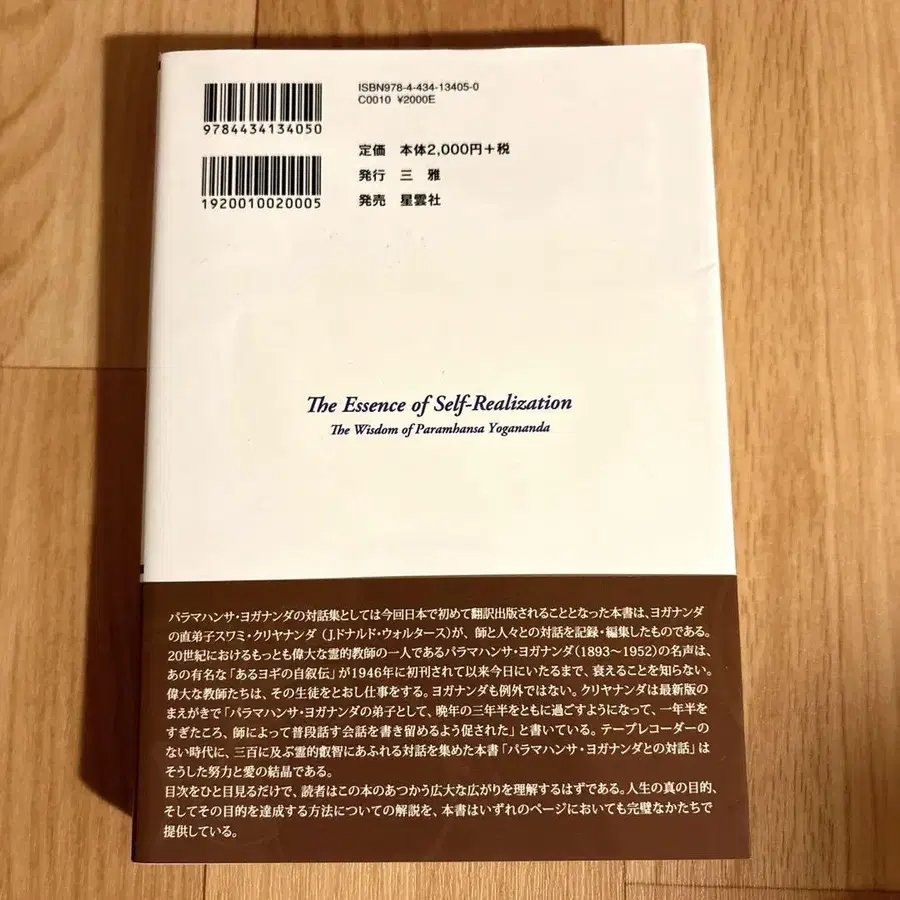 ISBN978-4-434-13405-0
C0010 ¥2000E
9784434134050
定価 本体2,000円+税
発行 三 雅
1920010020005
発売 星雲社
The Essence of Self-Realization
The Wisdom of Paramhansa Yogananda
パラマハンサ・ヨガナンダの対話集としては今回日本で初めて翻訳出版されることとなった本書は、ヨガナンダ
の直弟子スワミ・クリヤナンダ（J.ドナルド・ウォルタース）が、師と人々との対話を記録・編集したものである。
20世紀におけるもっとも偉大な霊的教師の一人であるパラマハンサ・ヨガナンダ(1893〜1952)の名声は、
あの有名な「あるヨギの自叙伝」が1946年に初刊されて以来今日にいたるまで、衰えることを知らない。
偉大な教師たちは、その生徒をとおし仕事をする。ヨガナンダも例外ではない。クリヤナンダは最新版の
まえがきで「パラマハンサ・ヨガナンダの弟子として、晩年の三年半をともに過ごすようになって、一年半を
すぎたころ、師によって普段話す会話を書き留めるよう促された」と書いている。テープレコーダーの
ない時代に、三百に及ぶ霊的叡智にあふれる対話を集めた本書「パラマハンサ・ヨガナンダとの対話」は
そうした努力と愛の結晶である。
目次をひと目見るだけで、読者はこの本のあつかう広大な広がりを理解するはずである。人生の真の目的、
そしてその目的を達成する方法についての解説を、本書はいずれのページにおいても完璧なかたちで
提供している。